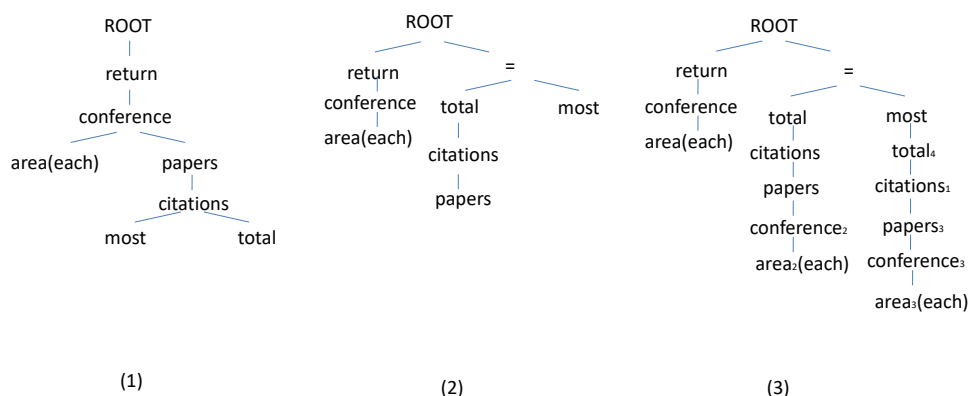 ROOT
return
conference
area(each) papers
citations
most total
(1)
ROOT
return =
conference total most
area(each)
citations
papers
(2)
ROOT
return =
conference total most
area(each) citations total₄
papers citations₁
conference₂ papers₃
area₂(each) conference₃
area₃(each)
(3)